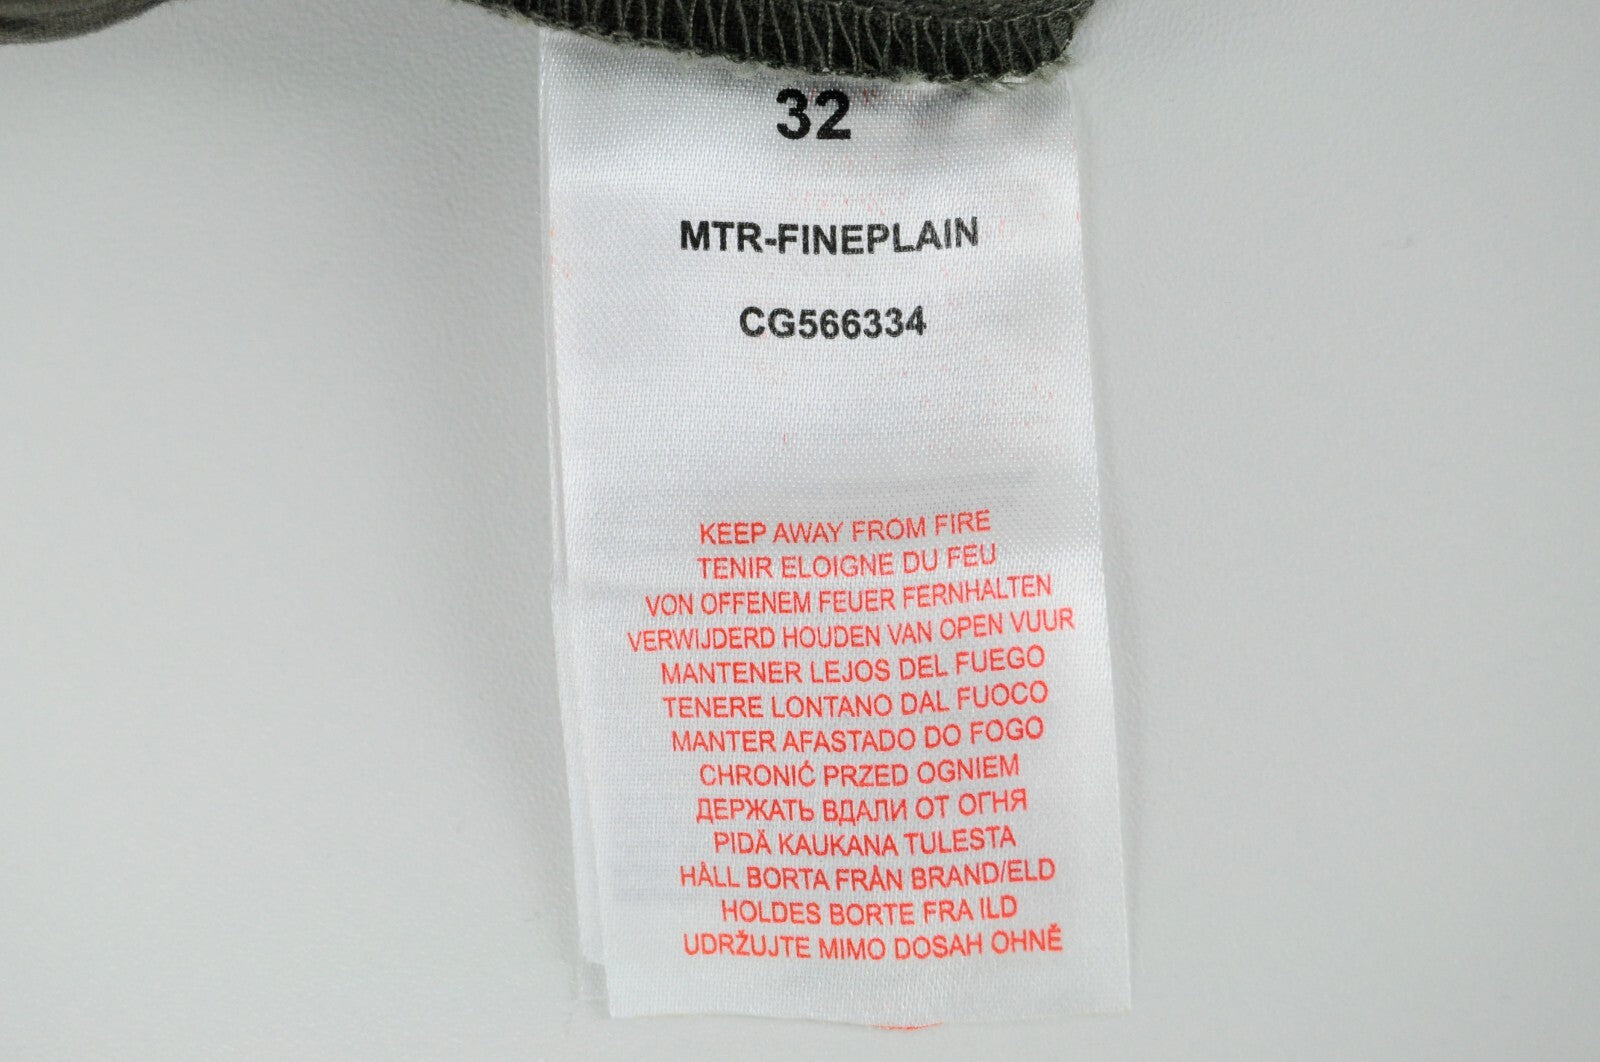 32
MTR-FINEPLAIN
CG566334
KEEP AWAY FROM FIRE
TENIR ELOIGNE DU FEU
VON OFFENEM FEUER FERNHALTEN
VERWIJDERD HOUDEN VAN OPEN VUUR
MANTENER LEJOS DEL FUEGO
TENERE LONTANO DAL FUOCO
MANTER AFASTADO DO FOGO
CHRONIĆ PRZED OGNIEM
ДЕРЖАТЬ ВДАЛИ ОТ ОГНЯ
PIDÄ KAUKANA TULESTA
HÅLL BORTA FRÅN BRAND/ELD
HOLDES BORTE FRA ILD
UDRŽUJTE MIMO DOSAH OHNĚ